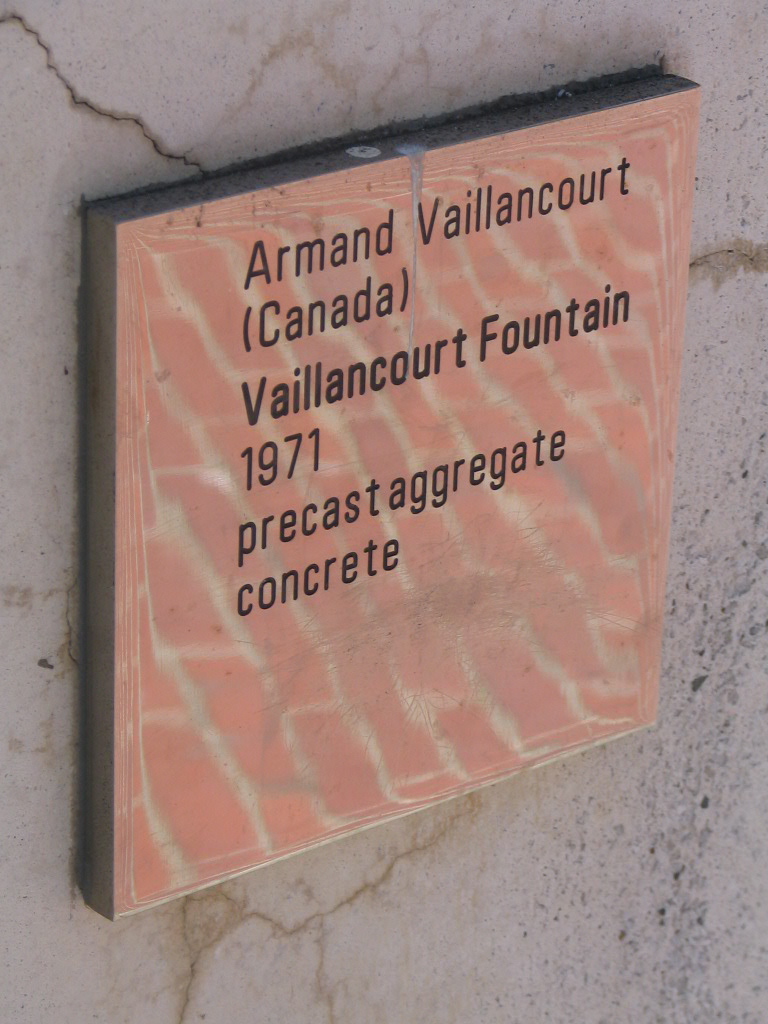 Armand Vaillancourt
(Canada)
Vaillancourt Fountain
1971
precast aggregate
concrete